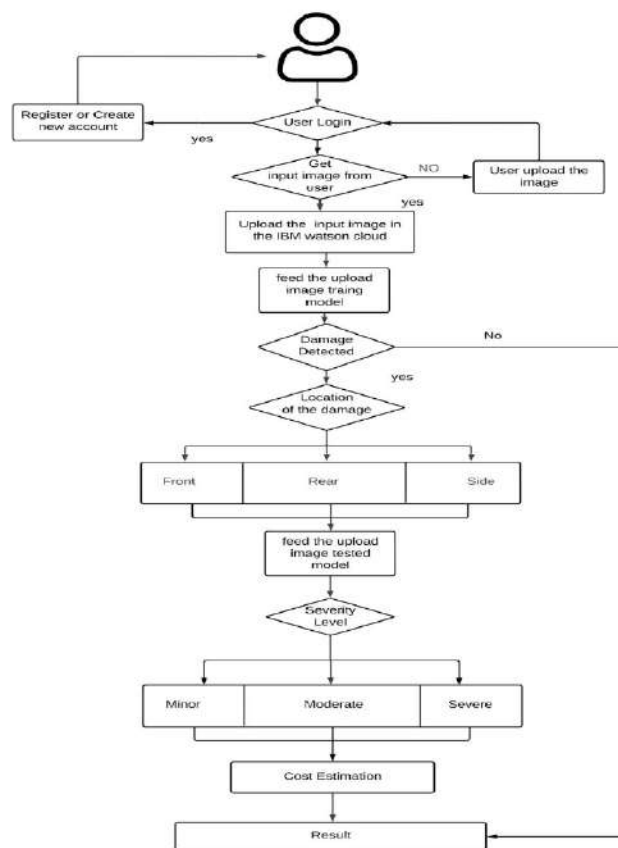 Register or Create
new account
User Login
yes
Get
input image from
user
NO
User upload the
image
yes
Upload the input image in
the IBM watson cloud
feed the upload
image traing
model
Damage
Detected
No
yes
Location
of the damage
Front
Rear
Side
feed the upload
image tested
model
Severity
Level
Minor
Moderate
Severe
Cost Estimation
Result